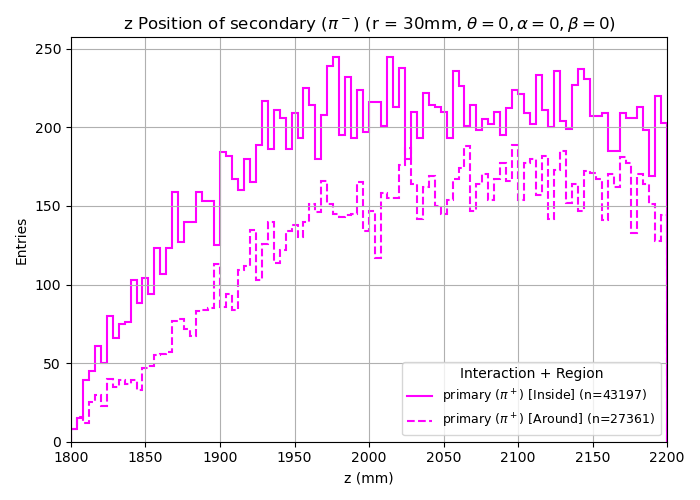 z Position of secondary (π⁻) (r = 30mm, θ = 0, α = 0, β = 0)
250
200
150
100
50
0
Entries
Interaction + Region
primary (π⁺) [Inside] (n=43197)
primary (π⁺) [Around] (n=27361)
1800 1850 1900 1950 2000 2050 2100 2150 2200
z (mm)